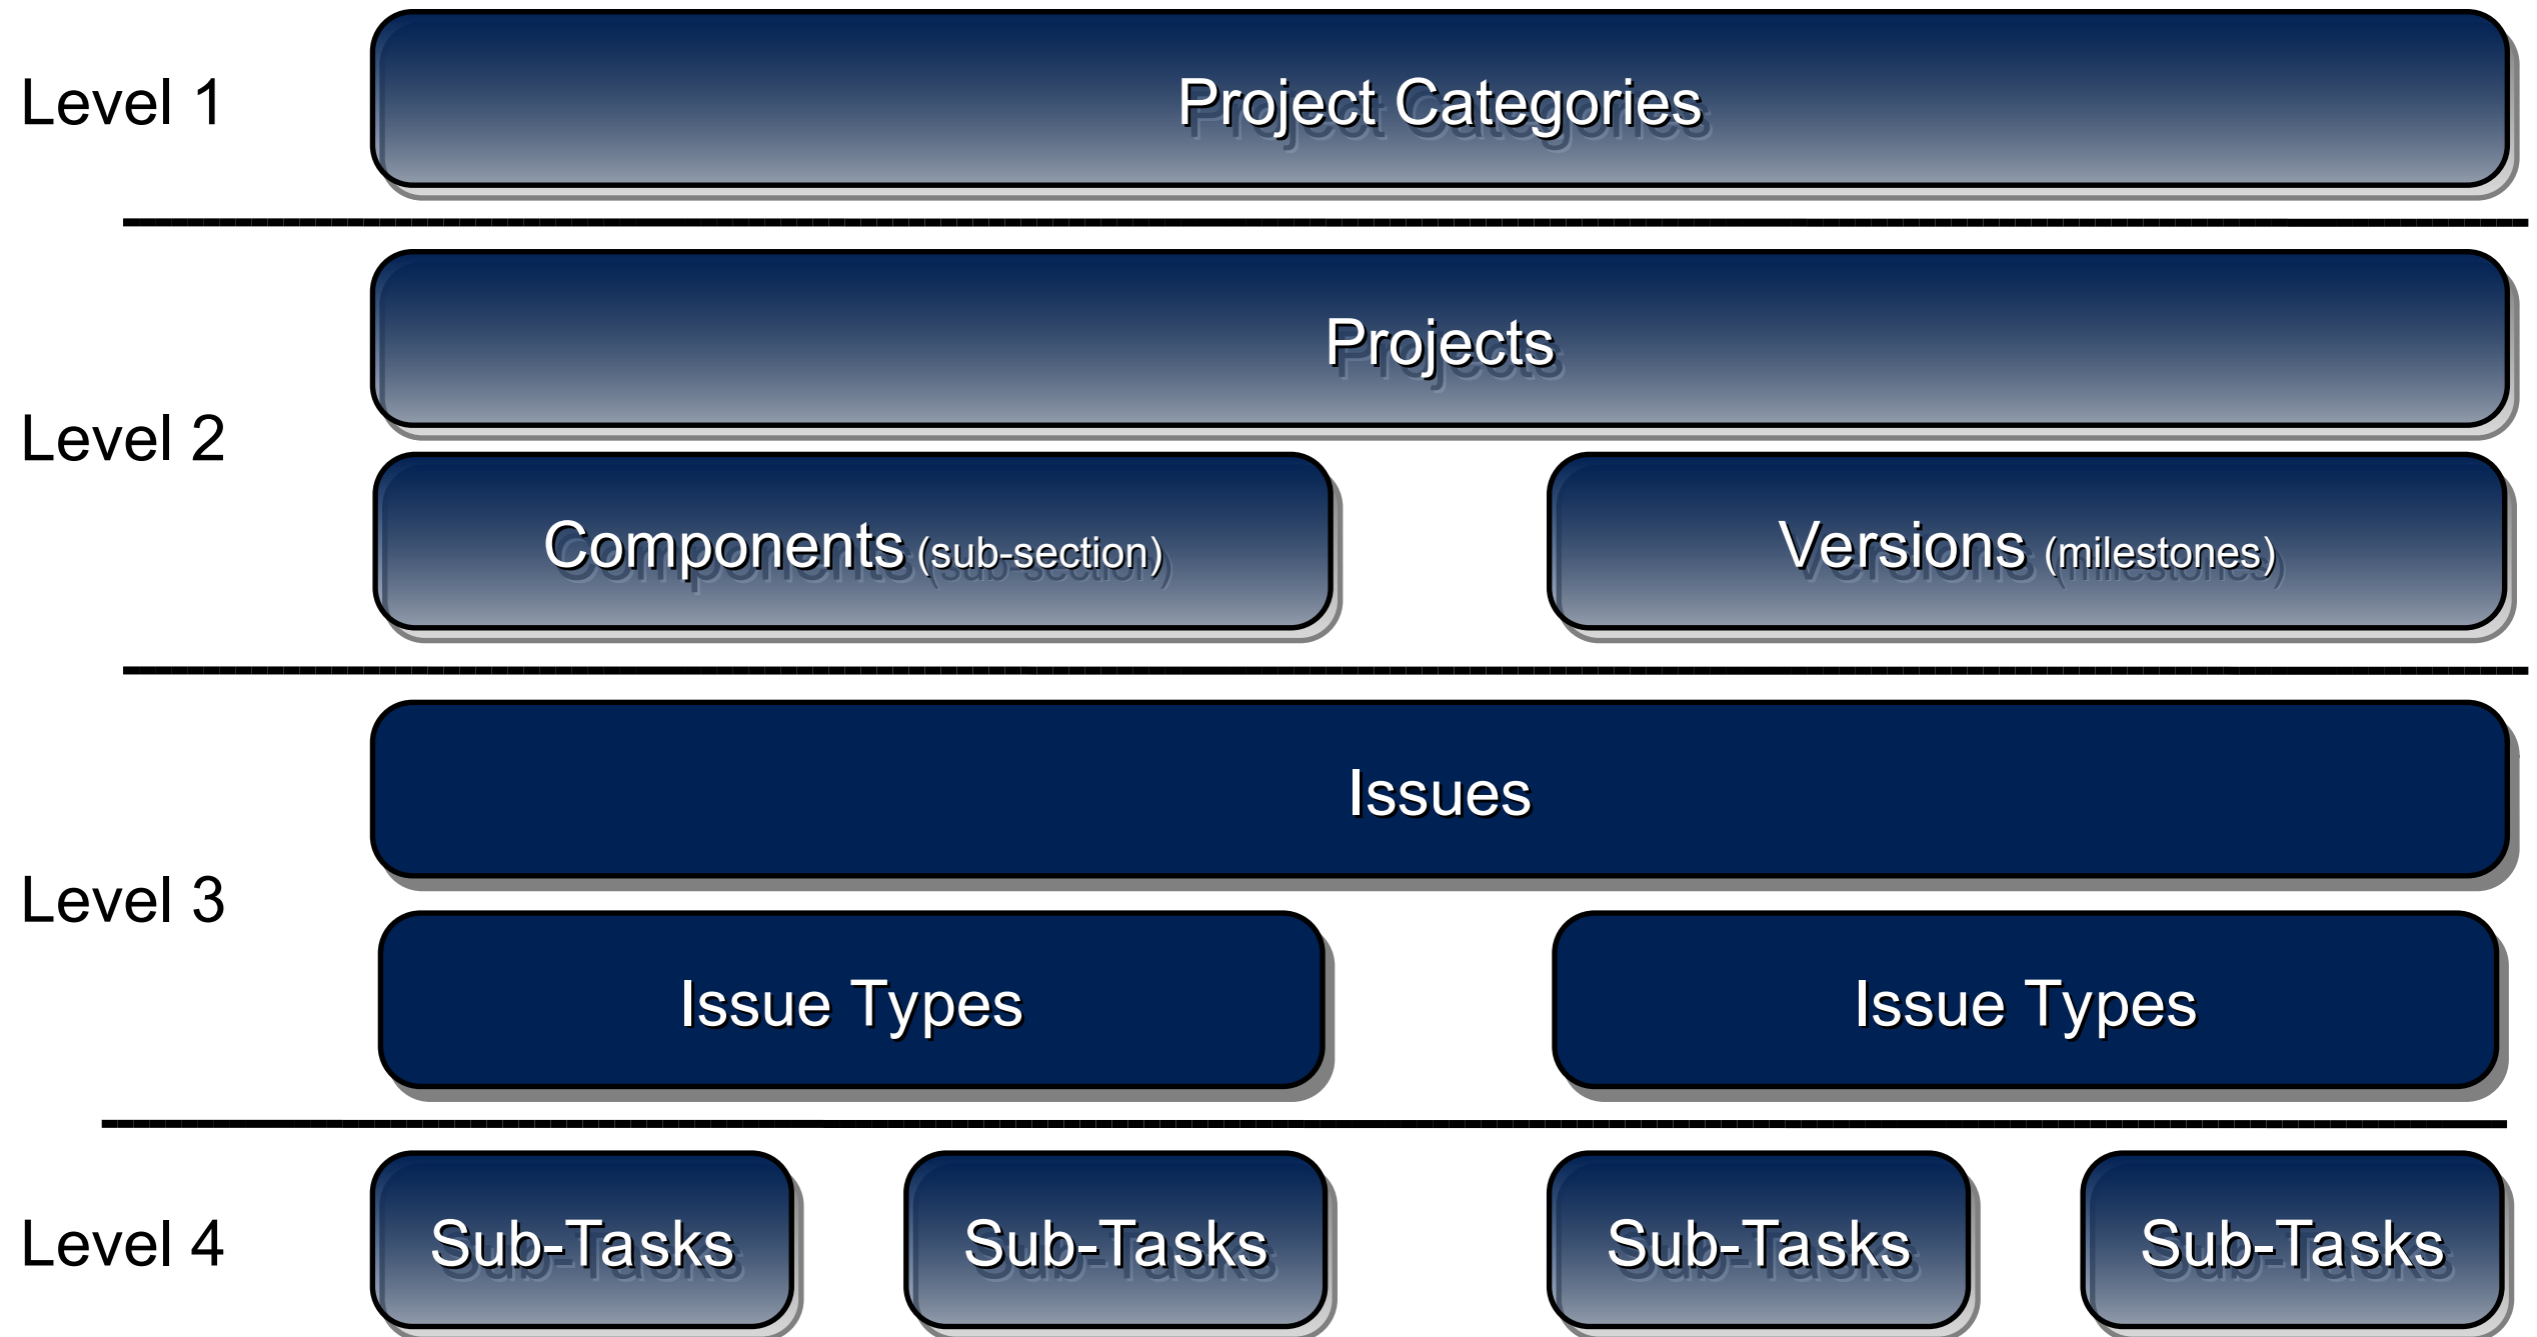 Level 1
Project Categories
Projects
Level 2
Components (sub-section)
Versions (milestones)
Issues
Level 3
Issue Types
Issue Types
Level 4
Sub-Tasks
Sub-Tasks
Sub-Tasks
Sub-Tasks